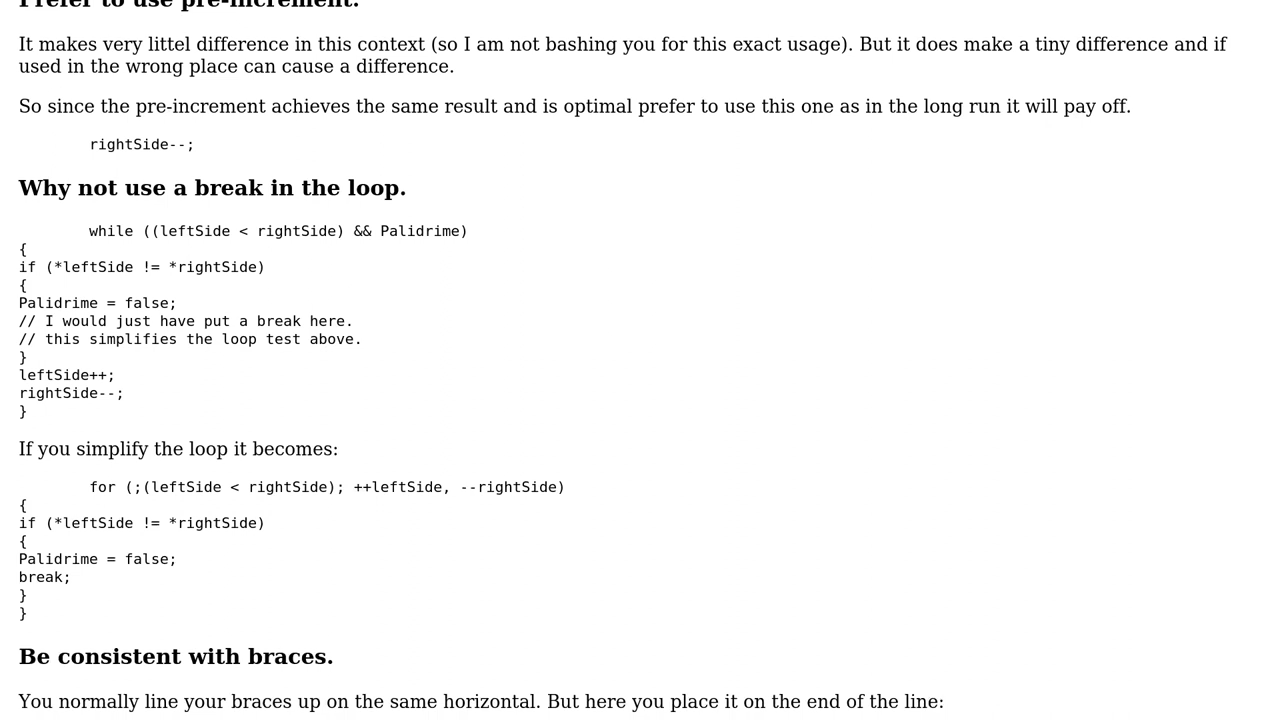 Prefer to use pre-increment.
It makes very littel difference in this context (so I am not bashing you for this exact usage). But it does make a tiny difference and if
used in the wrong place can cause a difference.
So since the pre-increment achieves the same result and is optimal prefer to use this one as in the long run it will pay off.
rightSide--;
Why not use a break in the loop.
while ((leftSide < rightSide) && Palidrime)
{
if (*leftSide != *rightSide)
{
Palidrime = false;
// I would just have put a break here.
// this simplifies the loop test above.
}
leftSide++;
rightSide--;
}
If you simplify the loop it becomes:
for (;(leftSide < rightSide); ++leftSide, --rightSide)
{
if (*leftSide != *rightSide)
{
Palidrime = false;
break;
}
}
Be consistent with braces.
You normally line your braces up on the same horizontal. But here you place it on the end of the line: